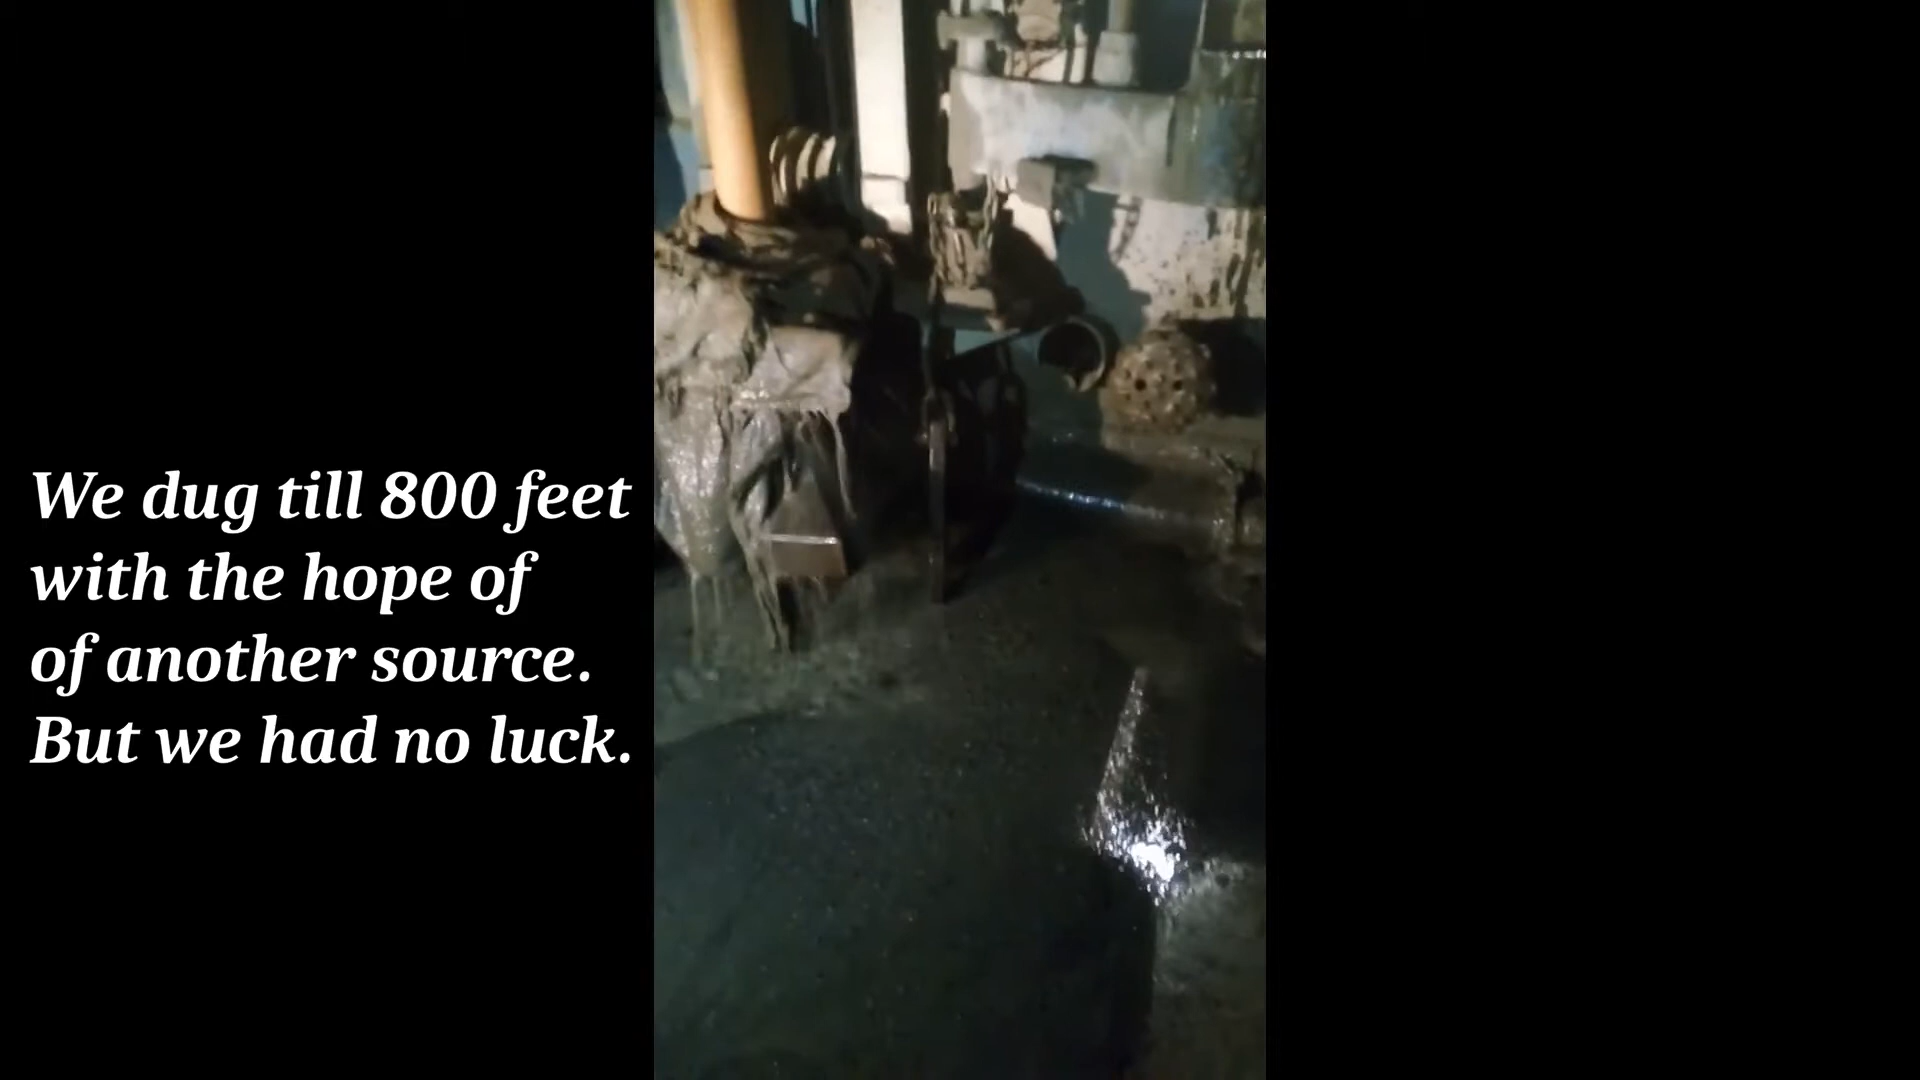 We dug till 800 feet
with the hope of
of another source.
But we had no luck.